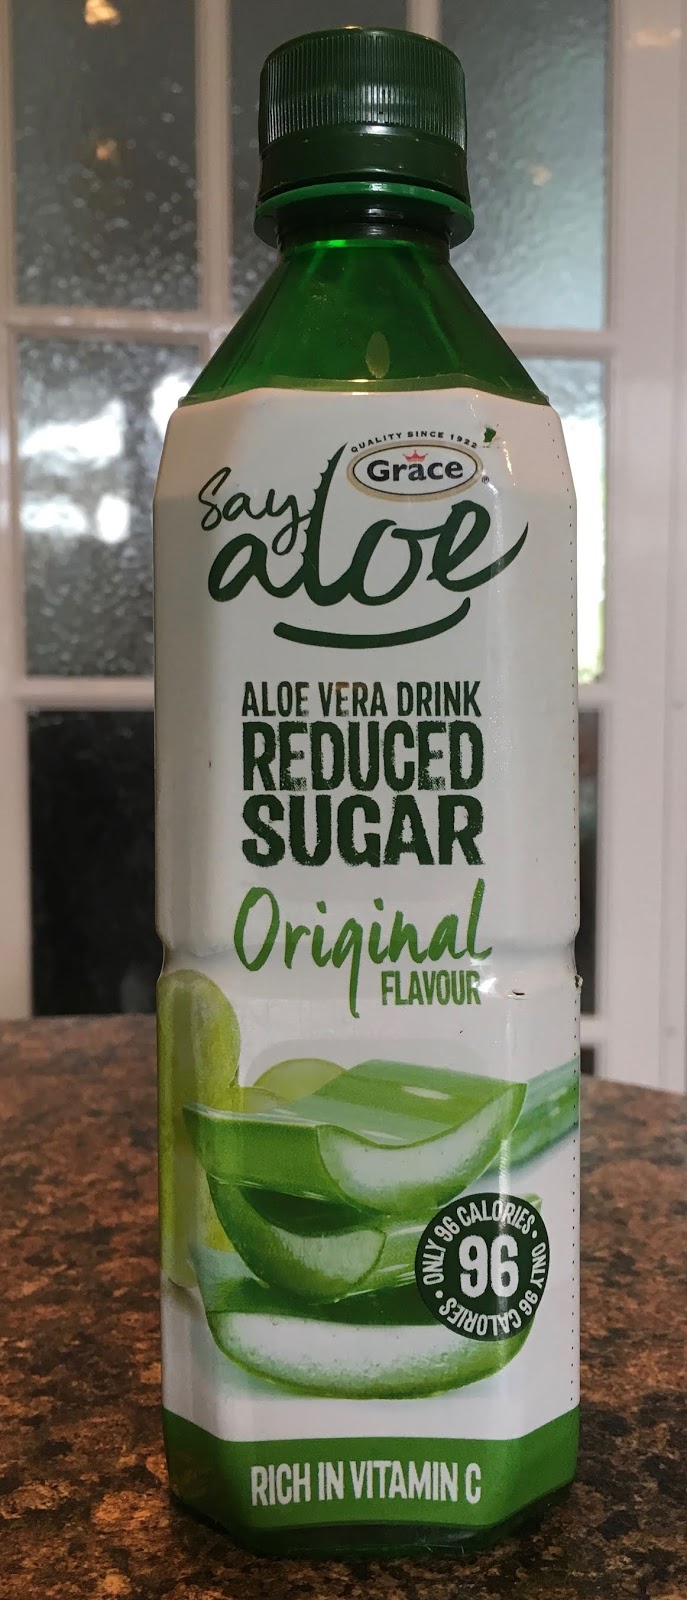 QUALITY SINCE 1922
Grace
®
Say
aloe
ALOE VERA DRINK
REDUCED
SUGAR
Original
FLAVOUR
ONLY 96 CALORIES • ONLY 96 CALORIES •
96
RICH IN VITAMIN C